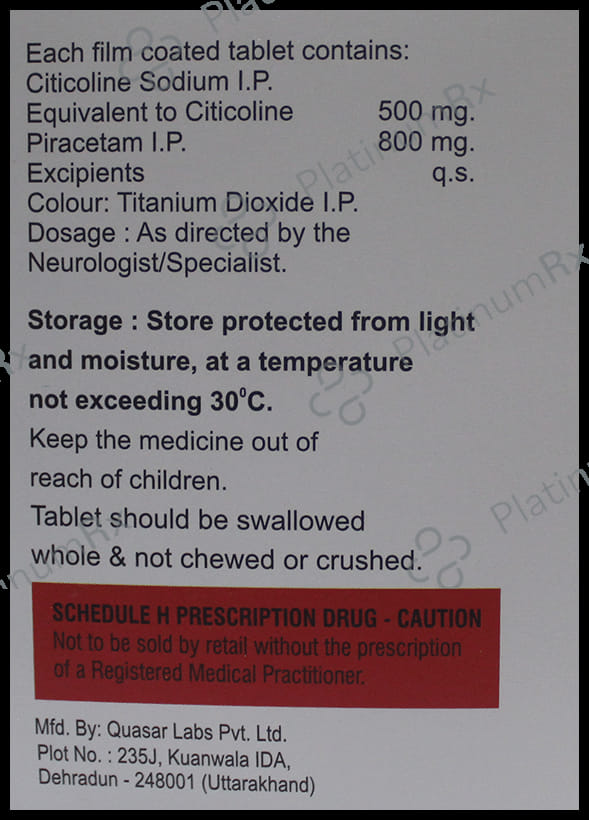 Each film coated tablet contains:
Citicoline Sodium I.P.
Equivalent to Citicoline 500 mg.
Piracetam I.P. 800 mg.
Excipients q.s.
Colour: Titanium Dioxide I.P.
Dosage : As directed by the
Neurologist/Specialist.
Storage : Store protected from light
and moisture, at a temperature
not exceeding 30⁰C.
Keep the medicine out of
reach of children.
Tablet should be swallowed
whole & not chewed or crushed.
SCHEDULE H PRESCRIPTION DRUG - CAUTION
Not to be sold by retail without the prescription
of a Registered Medical Practitioner.
Mfd. By: Quasar Labs Pvt. Ltd.
Plot No. : 235J, Kuanwala IDA,
Dehradun - 248001 (Uttarakhand)
PlatinumRx
PlatinumRx
PlatinumRx